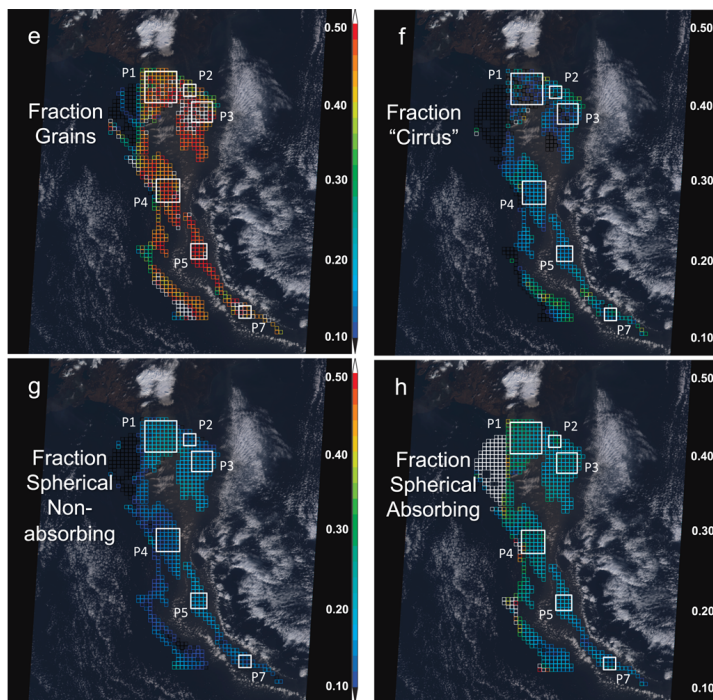 e
P1
P2
P3
Fraction
Grains
P4
P5
P7
0.50
0.40
0.30
0.20
0.10
f
P1
P2
P3
Fraction
“Cirrus”
P4
P5
P7
0.50
0.40
0.30
0.20
0.10
g
P1
P2
P3
Fraction
Spherical
Non-
absorbing
P4
P5
P7
0.50
0.40
0.30
0.20
0.10
h
P1
P2
P3
Fraction
Spherical
Absorbing
P4
P5
P7
0.50
0.40
0.30
0.20
0.10